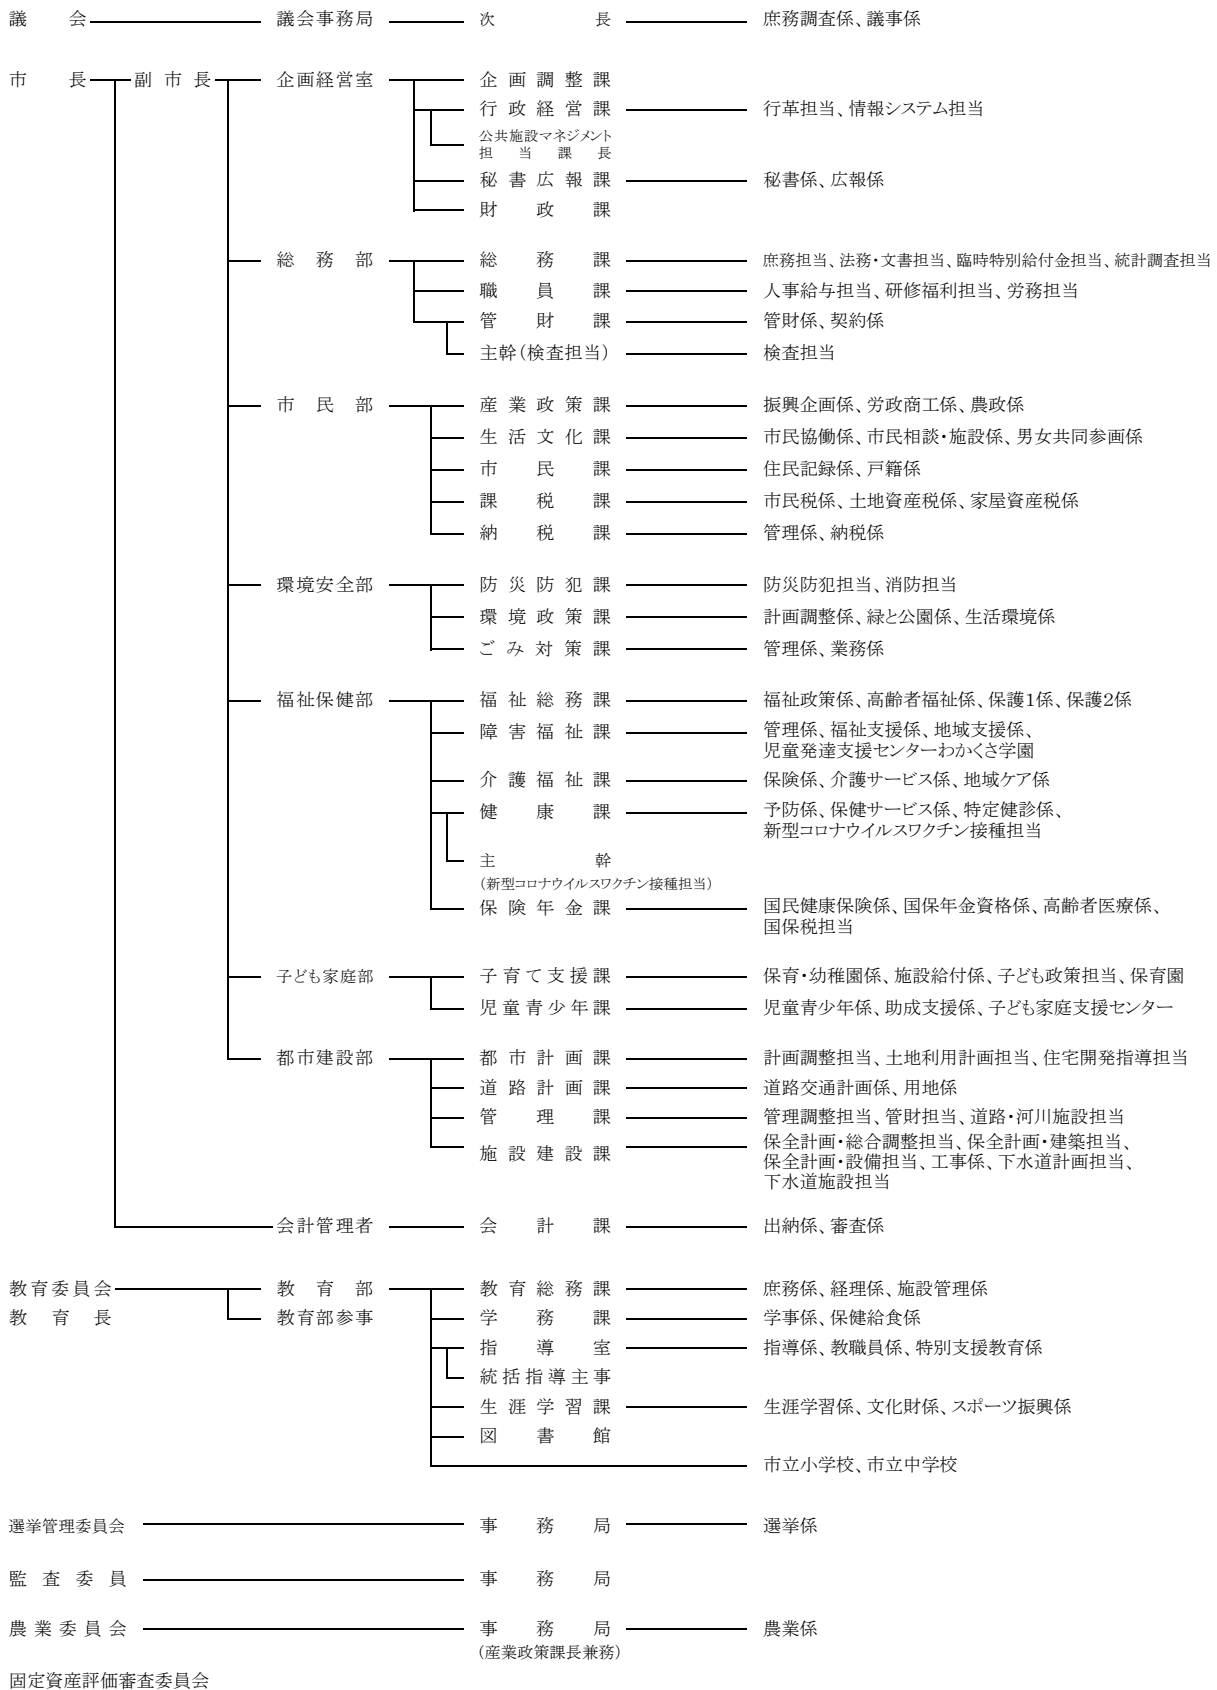 議会 議会事務局 次長 庶務調査係、議事係
市長 副市長 企画経営室 企画調整課
行政経営課 行革担当、情報システム担当
公共施設マネジメント
担当課長
秘書広報課 秘書係、広報係
財政課
総務部 総務課 庶務担当、法務・文書担当、臨時特別給付金担当、統計調査担当
職員課 人事給与担当、研修福利担当、労務担当
管財課 管財係、契約係
主幹(検査担当) 検査担当
市民部 産業政策課 振興企画係、労政商工係、農政係
生活文化課 市民協働係、市民相談・施設係、男女共同参画係
市民課 住民記録係、戸籍係
課税課 市民税係、土地資産税係、家屋資産税係
納税課 管理係、納税係
環境安全部 防災防犯課 防災防犯担当、消防担当
環境政策課 計画調整係、緑と公園係、生活環境係
ごみ対策課 管理係、業務係
福祉保健部 福祉総務課 福祉政策係、高齢者福祉係、保護1係、保護2係
障害福祉課 管理係、福祉支援係、地域支援係、
児童発達支援センターわかくさ学園
介護福祉課 保険係、介護サービス係、地域ケア係
健康課 予防係、保健サービス係、特定健診係、
新型コロナウイルスワクチン接種担当
主幹
(新型コロナウイルスワクチン接種担当)
保険年金課 国民健康保険係、国保年金資格係、高齢者医療係、
国保税担当
子ども家庭部 子育て支援課 保育・幼稚園係、施設給付係、子ども政策担当、保育園
児童青少年課 児童青少年係、助成支援係、子ども家庭支援センター
都市建設部 都市計画課 計画調整担当、土地利用計画担当、住宅開発指導担当
道路計画課 道路交通計画係、用地係
管理課 管理調整担当、管財担当、道路・河川施設担当
施設建設課 保全計画・総合調整担当、保全計画・建築担当、
保全計画・設備担当、工事係、下水道計画担当、
下水道施設担当
会計管理者 会計課 出納係、審査係
教育委員会 教育部 教育総務課 庶務係、経理係、施設管理係
教育長 教育部参事 学務課 学事係、保健給食係
指導室 指導係、教職員係、特別支援教育係
統括指導主事
生涯学習課 生涯学習係、文化財係、スポーツ振興係
図書館
市立小学校、市立中学校
選挙管理委員会 事務局 選挙係
監査委員 事務局
農業委員会 事務局 農業係
(産業政策課長兼務)
固定資産評価審査委員会